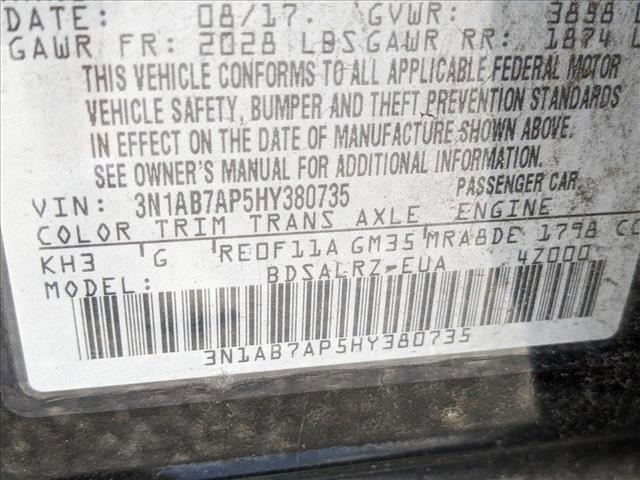 DATE: 08/17. GVWR: 3898
GAWR FR: 2028 LBS GAWR RR: 1874 L
THIS VEHICLE CONFORMS TO ALL APPLICABLE FEDERAL MOTOR
VEHICLE SAFETY, BUMPER AND THEFT PREVENTION STANDARDS
IN EFFECT ON THE DATE OF MANUFACTURE SHOWN ABOVE.
SEE OWNER'S MANUAL FOR ADDITIONAL INFORMATION.
VIN: 3N1AB7AP5HY380735 PASSENGER CAR
COLOR TRIM TRANS AXLE ENGINE
KH3 G RE0F11A GM35 MRA8DE 1798 CC
MODEL: BDSALRZ-EUA 4Z000
3N1AB7AP5HY380735